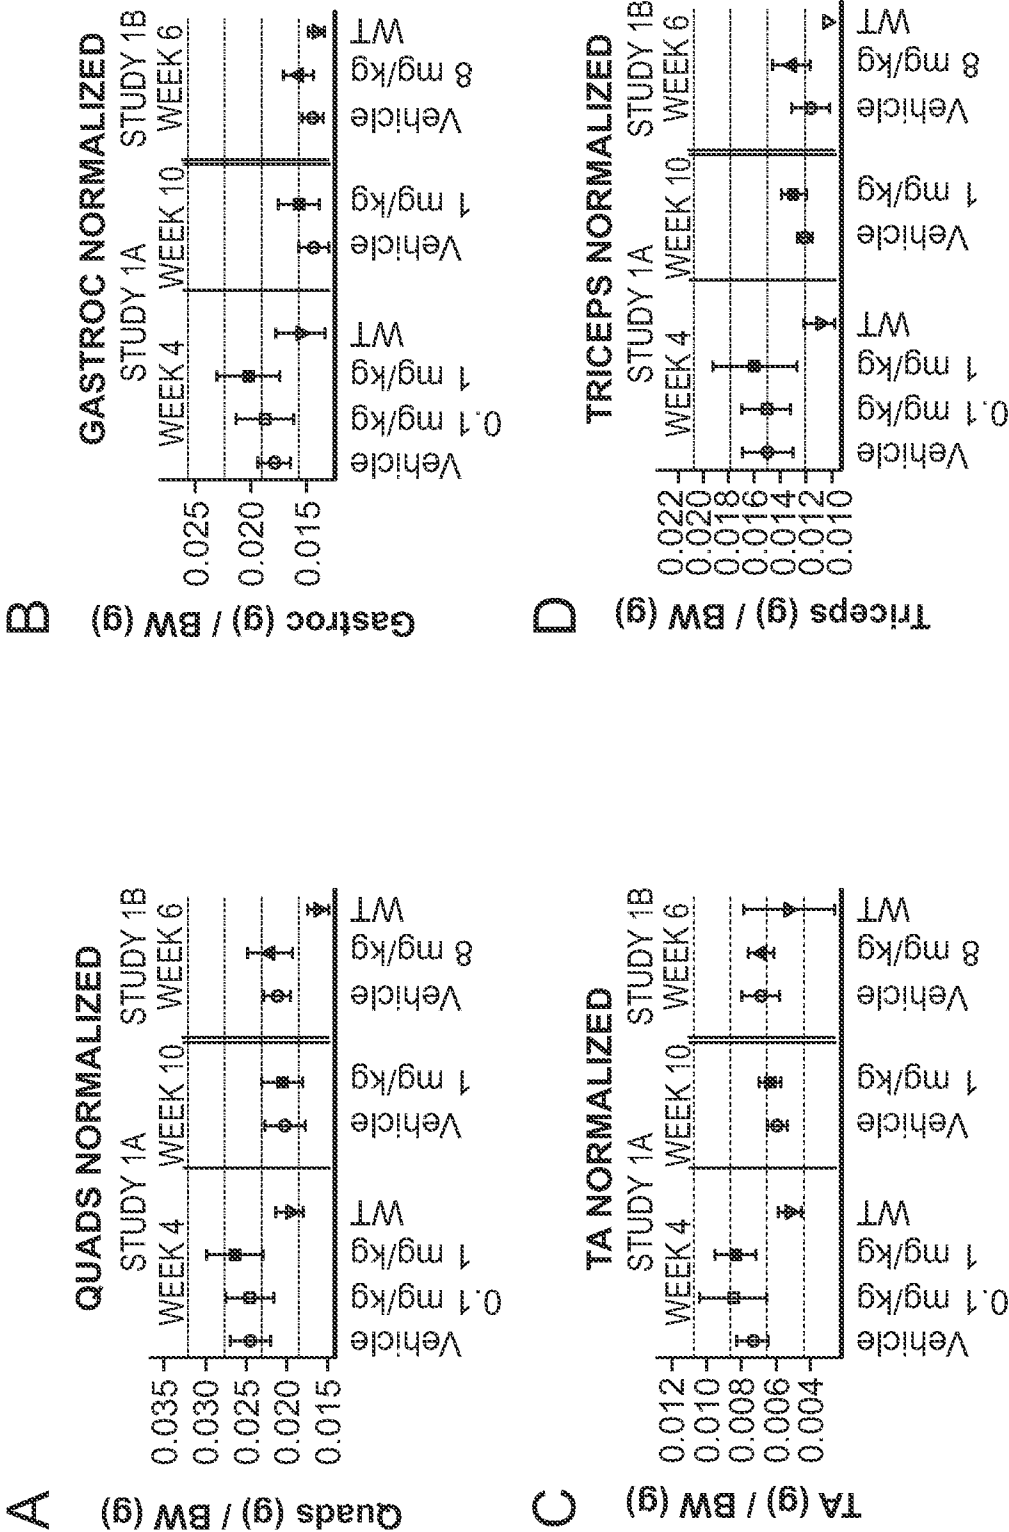 A
QUADS NORMALIZED
STUDY 1A STUDY 1B
WEEK 4 WEEK 10 WEEK 6
Quads (g) / BW (g)
0.035
0.030
0.025
0.020
0.015
Vehicle 0.1 mg/kg 1 mg/kg WT Vehicle 1 mg/kg Vehicle 8 mg/kg WT
B
GASTROC NORMALIZED
STUDY 1A STUDY 1B
WEEK 4 WEEK 10 WEEK 6
Gastroc (g) / BW (g)
0.025
0.020
0.015
Vehicle 0.1 mg/kg 1 mg/kg WT Vehicle 1 mg/kg Vehicle 8 mg/kg WT
C
TA NORMALIZED
STUDY 1A STUDY 1B
WEEK 4 WEEK 10 WEEK 6
TA (g) / BW (g)
0.012
0.010
0.008
0.006
0.004
Vehicle 0.1 mg/kg 1 mg/kg WT Vehicle 1 mg/kg Vehicle 8 mg/kg WT
D
TRICEPS NORMALIZED
STUDY 1A STUDY 1B
WEEK 4 WEEK 10 WEEK 6
Triceps (g) / BW (g)
0.022
0.020
0.018
0.016
0.014
0.012
0.010
Vehicle 0.1 mg/kg 1 mg/kg WT Vehicle 1 mg/kg Vehicle 8 mg/kg WT